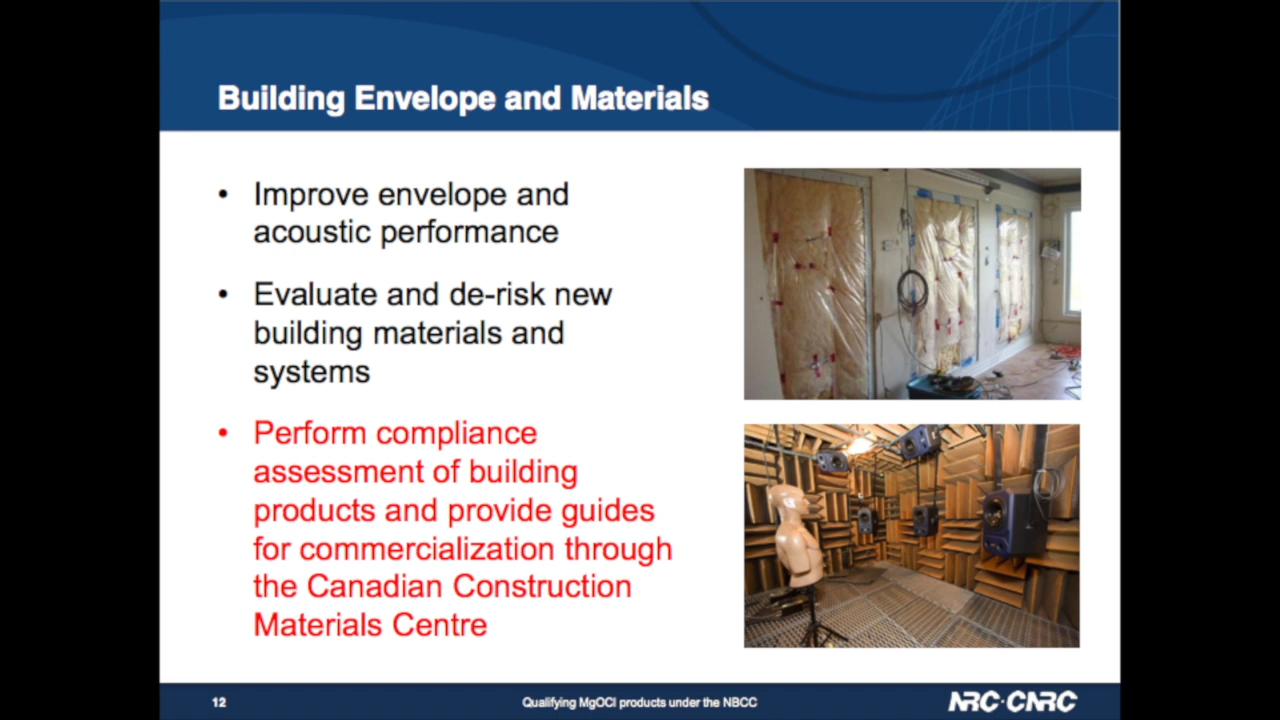 Building Envelope and Materials
• Improve envelope and
acoustic performance
• Evaluate and de-risk new
building materials and
systems
• Perform compliance
assessment of building
products and provide guides
for commercialization through
the Canadian Construction
Materials Centre
12
Qualifying MgOCl products under the NBCC
NRC·CNRC